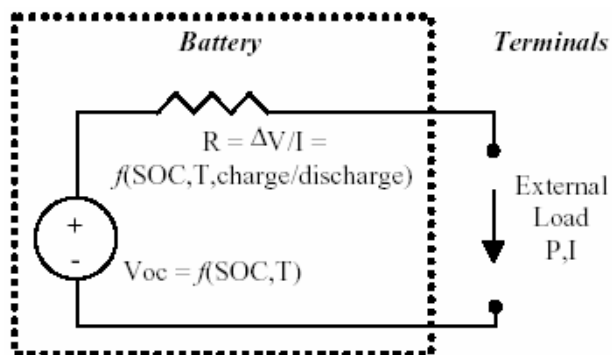 Battery
Terminals
R = ΔV/I =
f(SOC,T,charge/discharge)
External
Load
P,I
+
-
Voc = f(SOC,T)